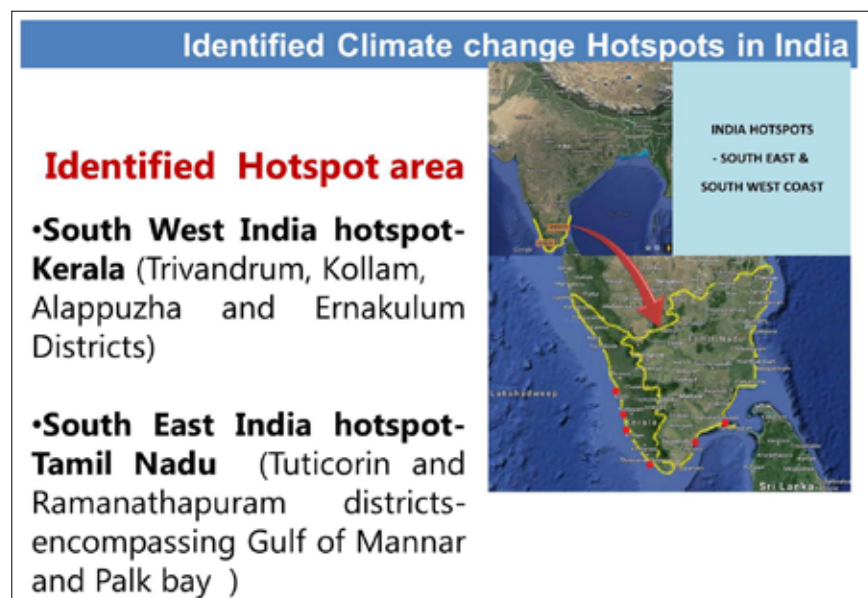 Identified Climate change Hotspots in India
Identified Hotspot area
•South West India hotspot-
Kerala (Trivandrum, Kollam,
Alappuzha and Ernakulum
Districts)
•South East India hotspot-
Tamil Nadu (Tuticorin and
Ramanathapuram districts-
encompassing Gulf of Mannar
and Palk bay )
INDIA HOTSPOTS
- SOUTH EAST &
SOUTH WEST COAST
Tamil Nadu
Lakshadweep
Kerala
Sri Lanka